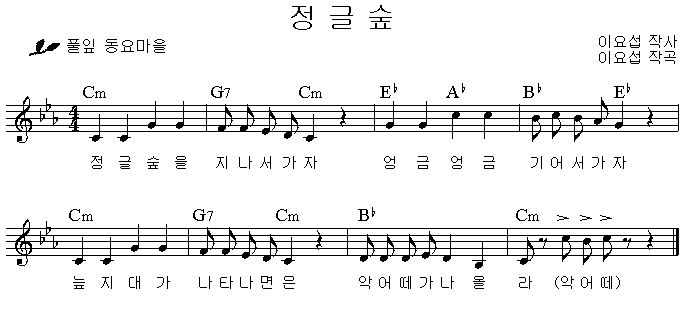 정 글 숲
풀잎 동요마을
이요섭 작사
이요섭 작곡
Cm G7 Cm E♭ A♭ B♭ E♭
4/4
정 글 숲 을 지 나 서 가 자 엉 금 엉 금 기 어 서 가 자
Cm G7 Cm B♭ Cm
늪 지 대 가 나 타 나 면 은 악 어 떼 가 나 올 라 (악 어 떼)